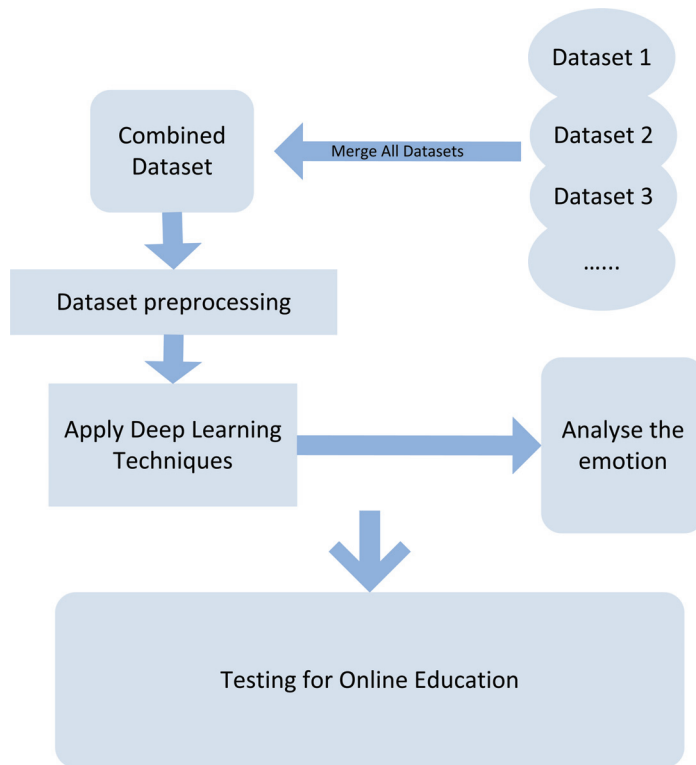 Dataset 1
Combined
Dataset
Merge All Datasets
Dataset 2
Dataset 3
…...
Dataset preprocessing
Apply Deep Learning
Techniques
Analyse the
emotion
Testing for Online Education